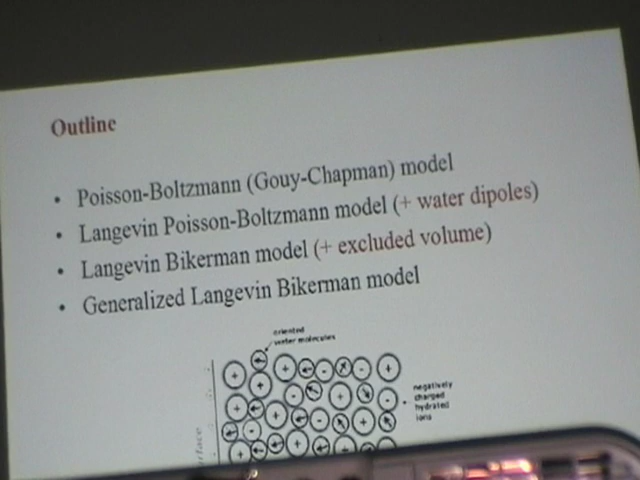 Outline
• Poisson-Boltzmann (Gouy-Chapman) model
• Langevin Poisson-Boltzmann model (+ water dipoles)
• Langevin Bikerman model (+ excluded volume)
• Generalized Langevin Bikerman model
oriented
water molecules
negatively
charged
hydrated
ions